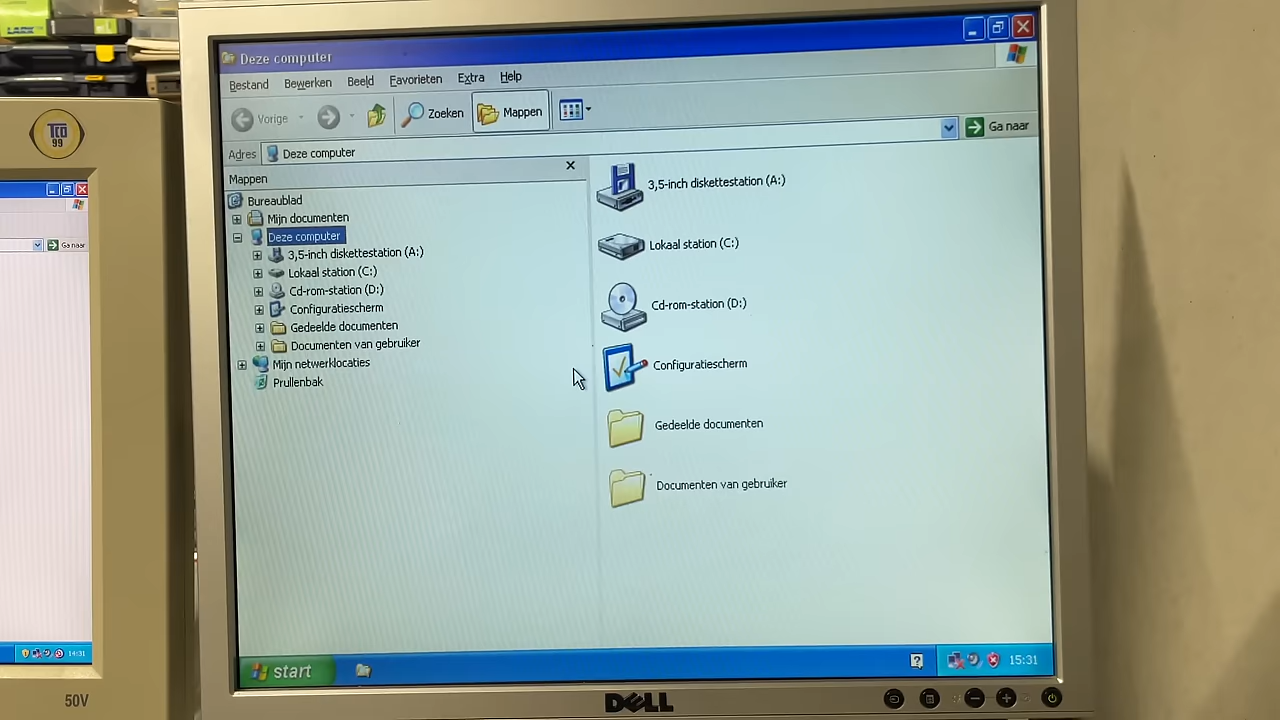 LARK
TCO
99
Ga naar
14:31
50V
Deze computer
Bestand Bewerken Beeld Favorieten Extra Help
Vorige Zoeken Mappen
Adres Deze computer Ga naar
Mappen
Bureaublad
Mijn documenten
Deze computer
3,5-inch diskettestation (A:)
Lokaal station (C:)
Cd-rom-station (D:)
Configuratiescherm
Gedeelde documenten
Documenten van gebruiker
Mijn netwerklocaties
Prullenbak
3,5-inch diskettestation (A:)
Lokaal station (C:)
Cd-rom-station (D:)
Configuratiescherm
Gedeelde documenten
Documenten van gebruiker
start 15:31
DELL